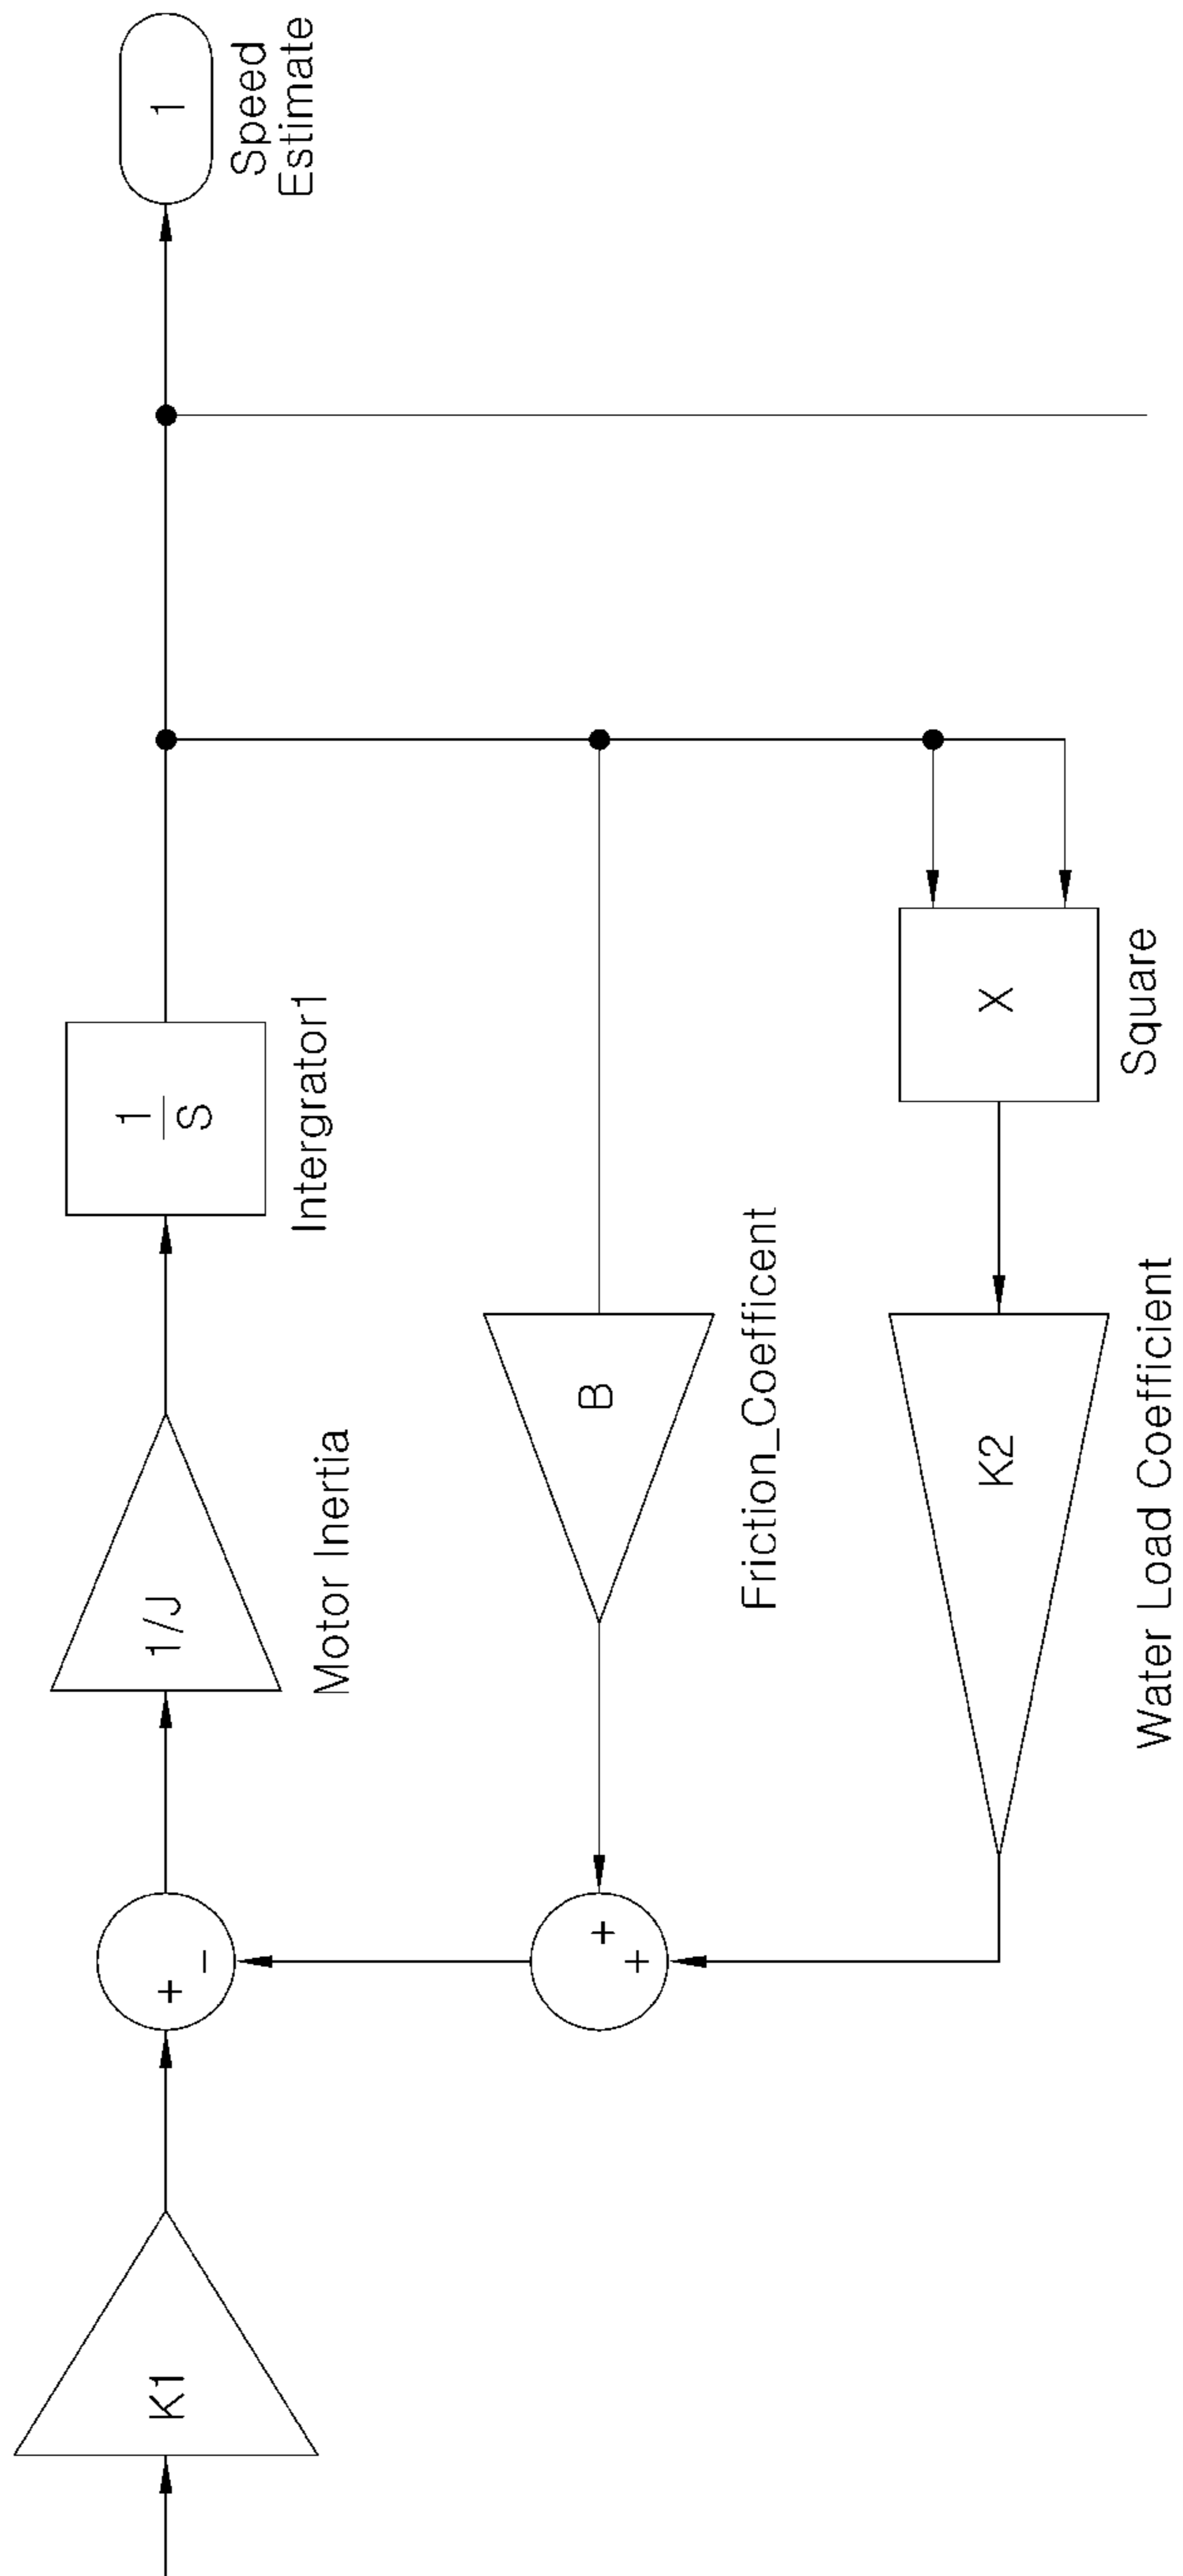 K1
+
−
1/J
Motor Inertia
1
S
Intergrator1
1
Speed
Estimate
+
+
B
Friction_Coefficent
K2
Water Load Coefficient
X
Square